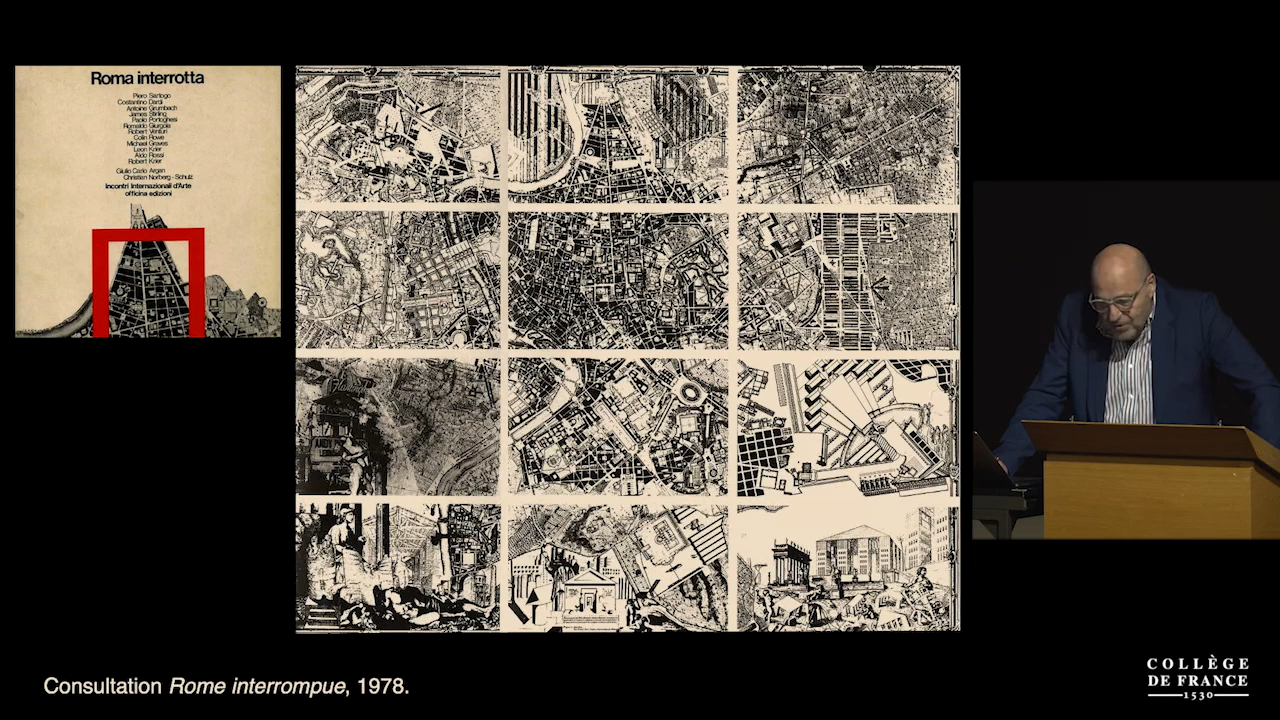 Roma interrotta
Piero Sartogo
Costantino Dardi
Antoine Grumbach
James Stirling
Paolo Portoghesi
Romaldo Giurgola
Robert Venturi
Colin Rowe
Michael Graves
Leon Krier
Aldo Rossi
Robert Krier
Giulio Carlo Argan
Christian Norberg-Schulz
Incontri Internazionali d'Arte
officina edizioni
Consultation Rome interrompue, 1978.
COLLÈGE
DE FRANCE
1530